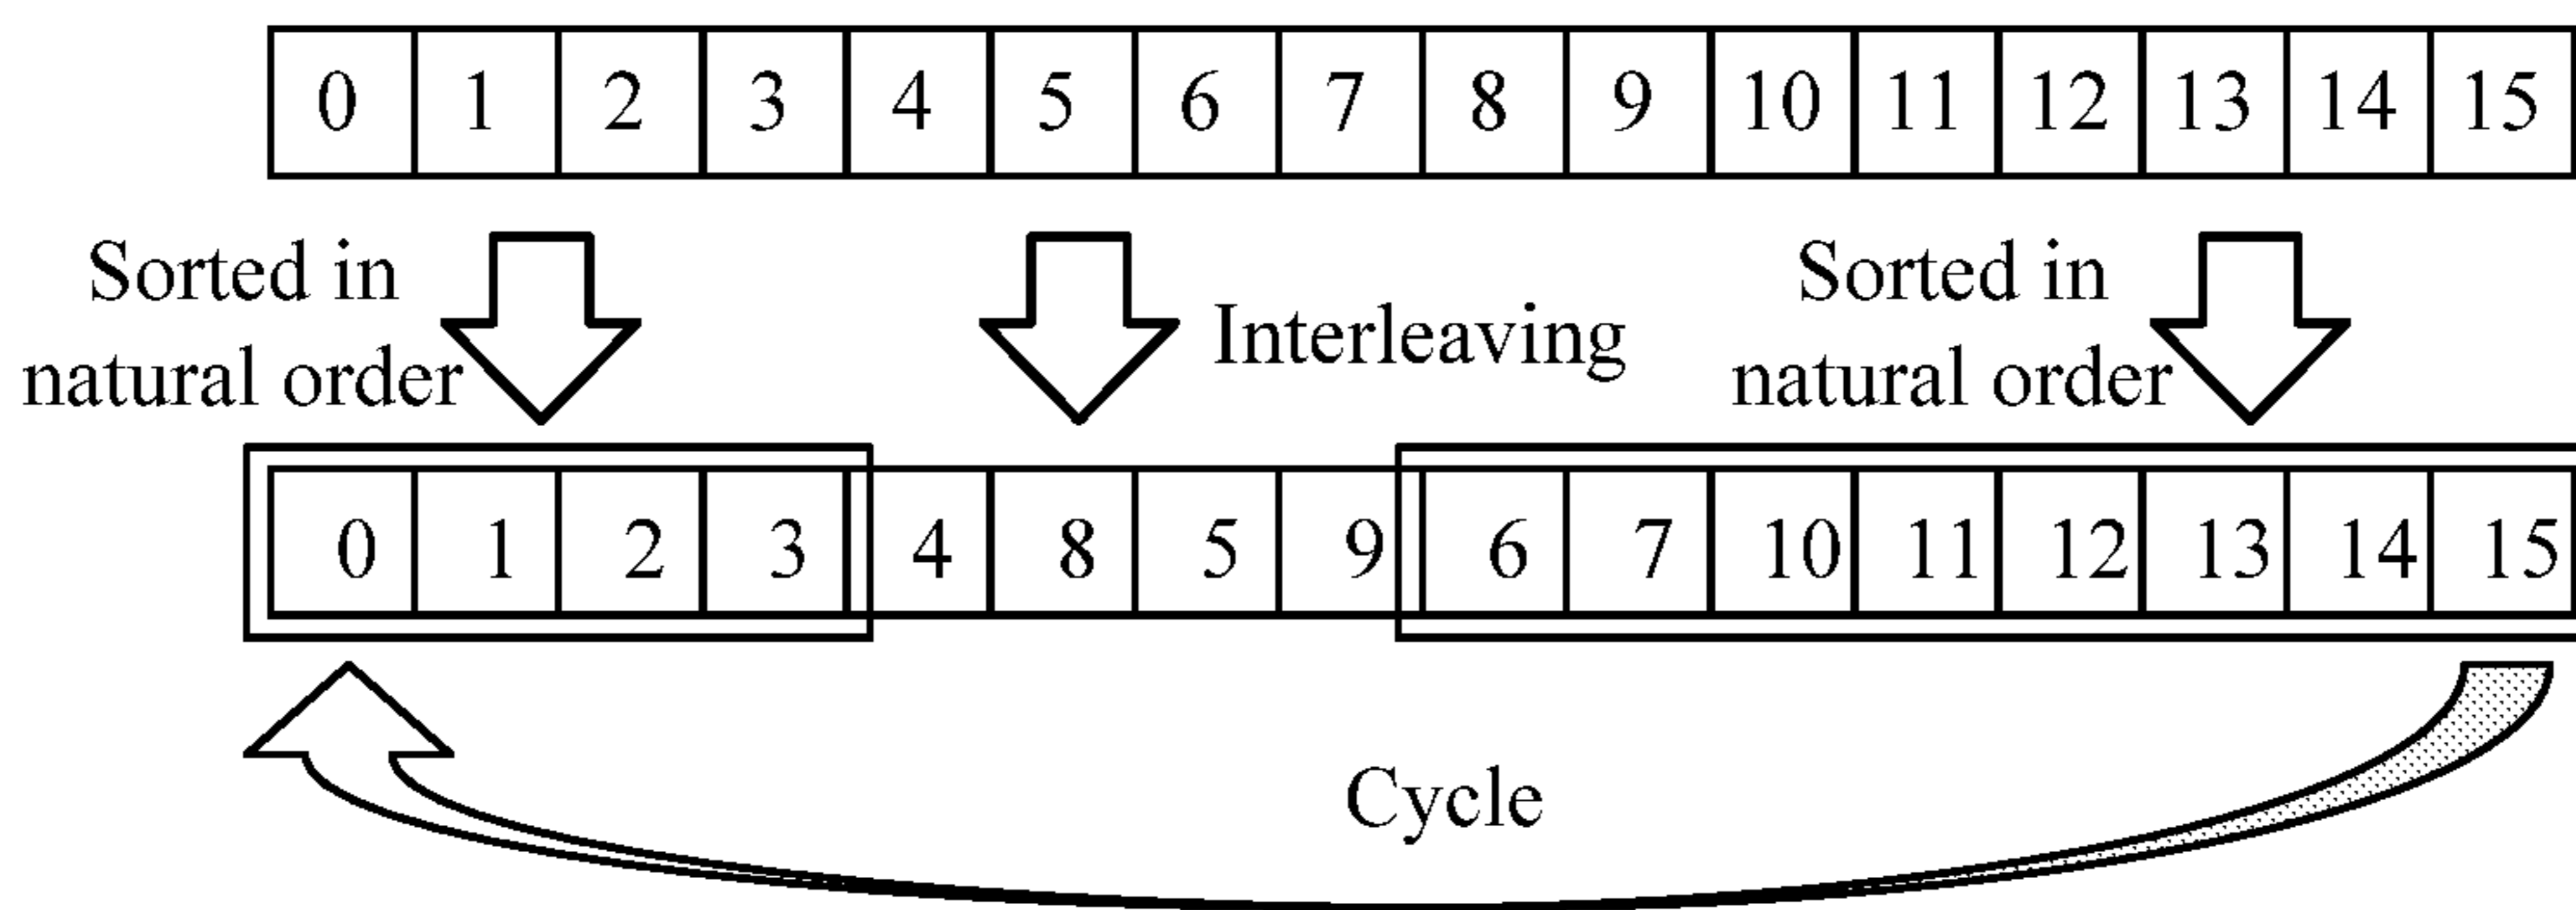 0 1 2 3 4 5 6 7 8 9 10 11 12 13 14 15
Sorted in
natural order
Interleaving
Sorted in
natural order
0 1 2 3 4 8 5 9 6 7 10 11 12 13 14 15
Cycle